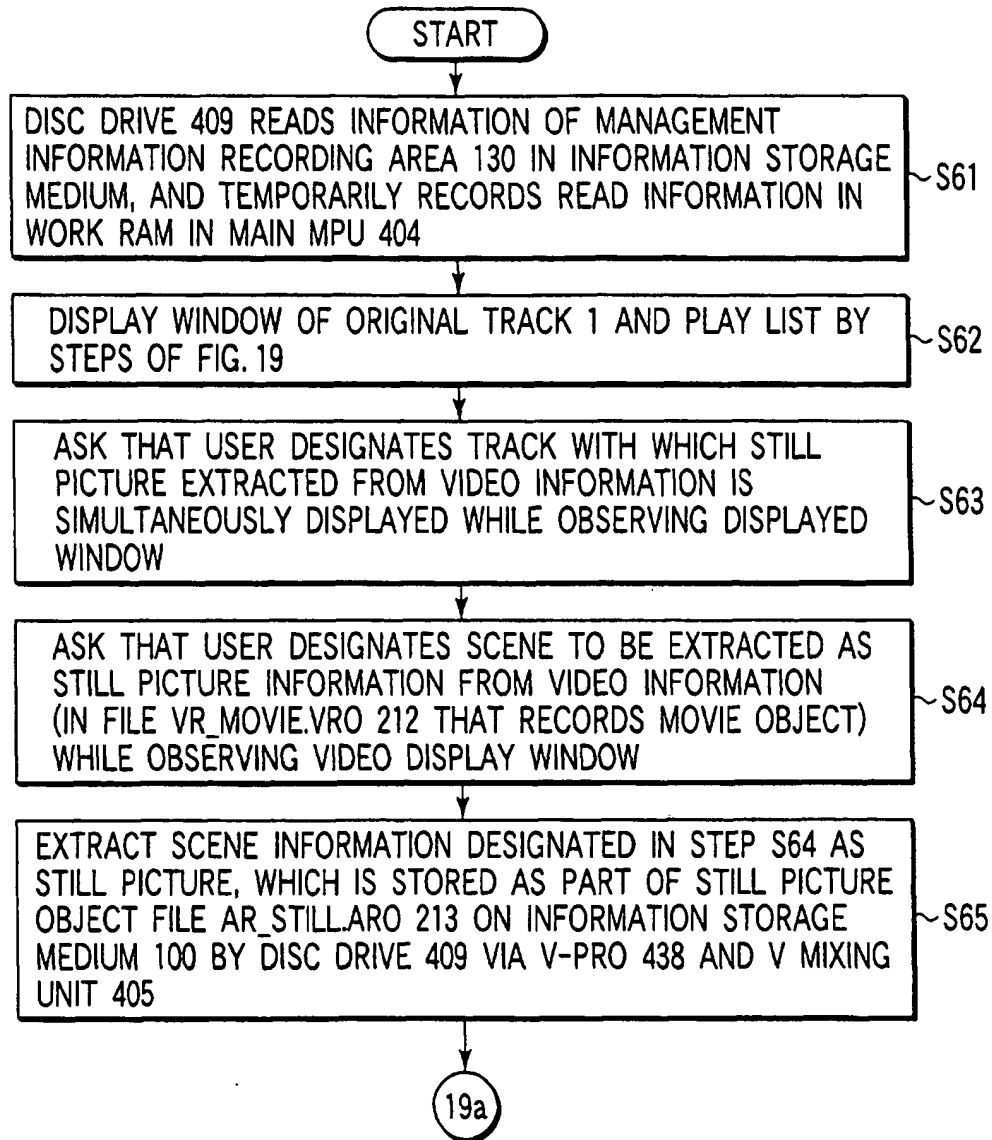 START
DISC DRIVE 409 READS INFORMATION OF MANAGEMENT
INFORMATION RECORDING AREA 130 IN INFORMATION STORAGE
MEDIUM, AND TEMPORARILY RECORDS READ INFORMATION IN
WORK RAM IN MAIN MPU 404
S61
DISPLAY WINDOW OF ORIGINAL TRACK 1 AND PLAY LIST BY
STEPS OF FIG. 19
S62
ASK THAT USER DESIGNATES TRACK WITH WHICH STILL
PICTURE EXTRACTED FROM VIDEO INFORMATION IS
SIMULTANEOUSLY DISPLAYED WHILE OBSERVING DISPLAYED
WINDOW
S63
ASK THAT USER DESIGNATES SCENE TO BE EXTRACTED AS
STILL PICTURE INFORMATION FROM VIDEO INFORMATION
(IN FILE VR_MOVIE.VRO 212 THAT RECORDS MOVIE OBJECT)
WHILE OBSERVING VIDEO DISPLAY WINDOW
S64
EXTRACT SCENE INFORMATION DESIGNATED IN STEP S64 AS
STILL PICTURE, WHICH IS STORED AS PART OF STILL PICTURE
OBJECT FILE AR_STILL.ARO 213 ON INFORMATION STORAGE
MEDIUM 100 BY DISC DRIVE 409 VIA V-PRO 438 AND V MIXING
UNIT 405
S65
19a